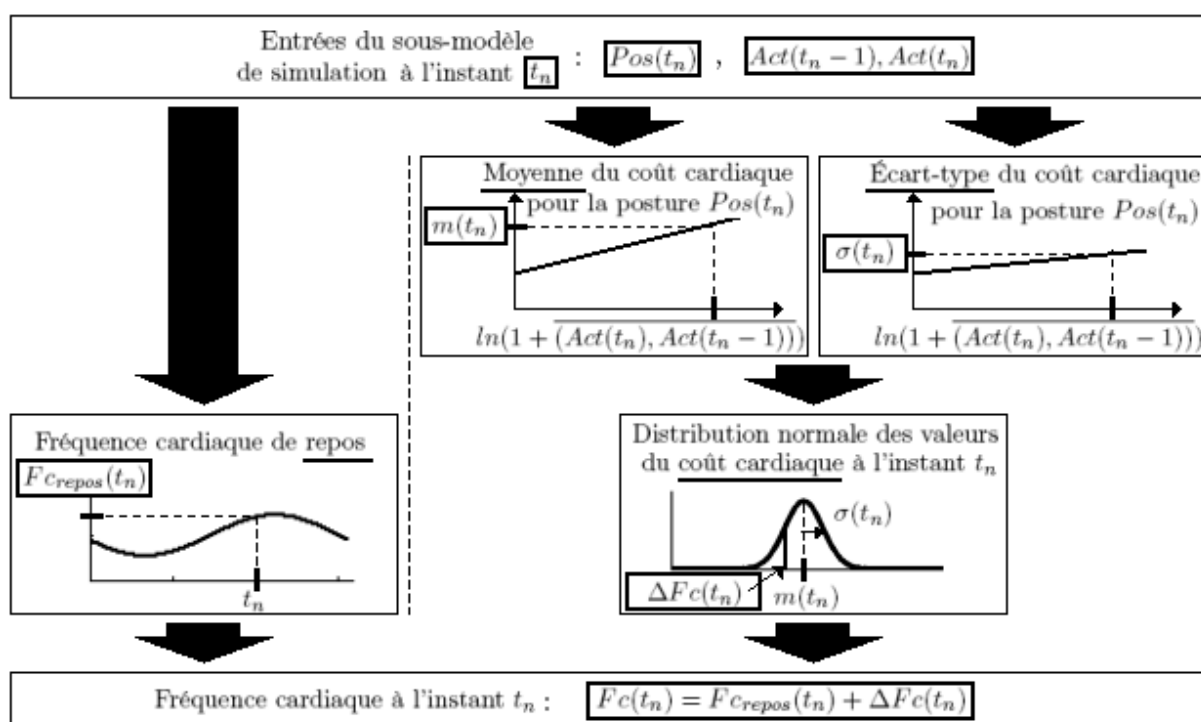 Entrées du sous-modèle
de simulation à l'instant t_n : Pos(t_n) , Act(t_n − 1), Act(t_n)
Moyenne du coût cardiaque
pour la posture Pos(t_n)
m(t_n)
ln(1 + (Act(t_n), Act(t_n − 1)))
Écart-type du coût cardiaque
pour la posture Pos(t_n)
σ(t_n)
ln(1 + (Act(t_n), Act(t_n − 1)))
Fréquence cardiaque de repos
Fc_repos(t_n)
t_n
Distribution normale des valeurs
du coût cardiaque à l'instant t_n
σ(t_n)
ΔFc(t_n)
m(t_n)
Fréquence cardiaque à l'instant t_n : Fc(t_n) = Fc_repos(t_n) + ΔFc(t_n)